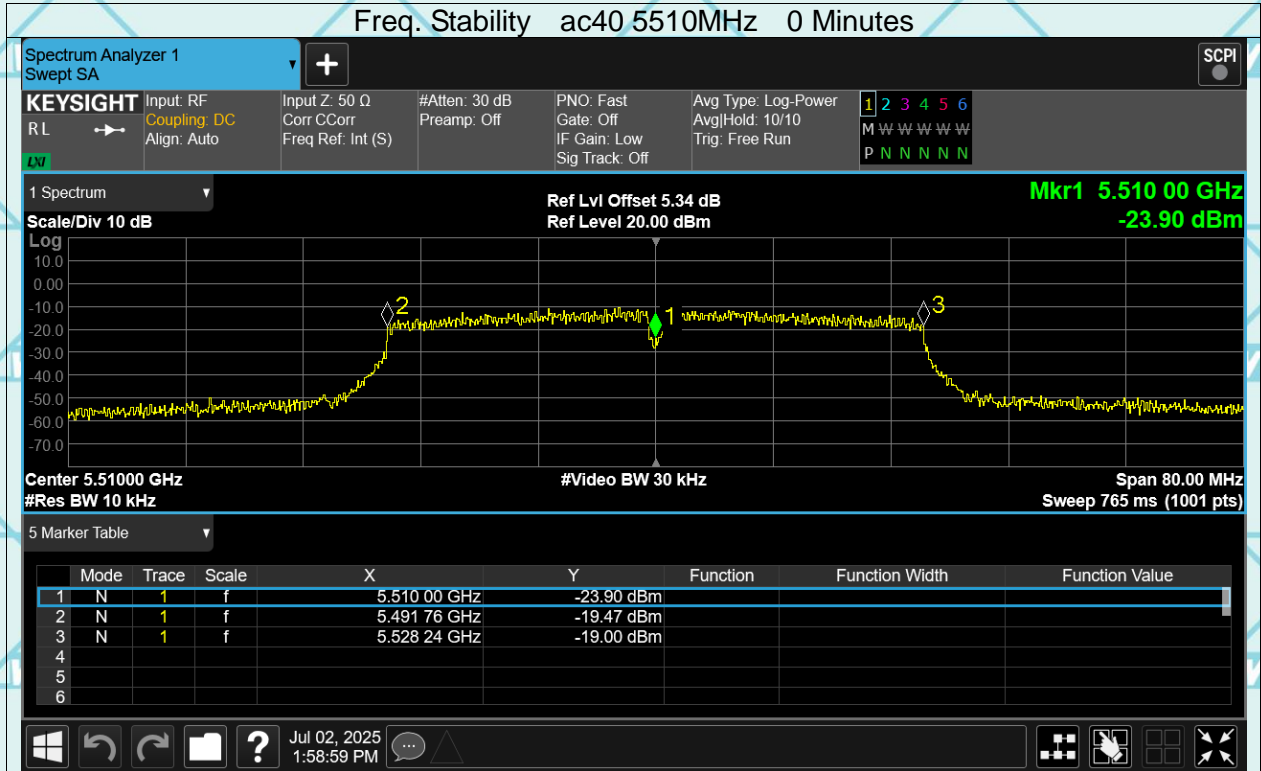 Freq. Stability ac40 5510MHz 0 Minutes
Spectrum Analyzer 1
Swept SA
SCPI
KEYSIGHT
RL
LXI
Input: RF
Coupling: DC
Align: Auto
Input Z: 50 Ω
Corr CCorr
Freq Ref: Int (S)
#Atten: 30 dB
Preamp: Off
PNO: Fast
Gate: Off
IF Gain: Low
Sig Track: Off
Avg Type: Log-Power
Avg|Hold: 10/10
Trig: Free Run
1 2 3 4 5 6
M W W W W W W
P N N N N N N
1 Spectrum
Scale/Div 10 dB
Ref Lvl Offset 5.34 dB
Ref Level 20.00 dBm
Mkr1 5.510 00 GHz
-23.90 dBm
Log
10.0
0.00
-10.0
-20.0
-30.0
-40.0
-50.0
-60.0
-70.0
2
1
3
Center 5.51000 GHz
#Res BW 10 kHz
#Video BW 30 kHz
Span 80.00 MHz
Sweep 765 ms (1001 pts)
5 Marker Table
Mode Trace Scale X Y Function Function Width Function Value
1 N 1 f 5.510 00 GHz -23.90 dBm
2 N 1 f 5.491 76 GHz -19.47 dBm
3 N 1 f 5.528 24 GHz -19.00 dBm
4
5
6
?
Jul 02, 2025
1:58:59 PM